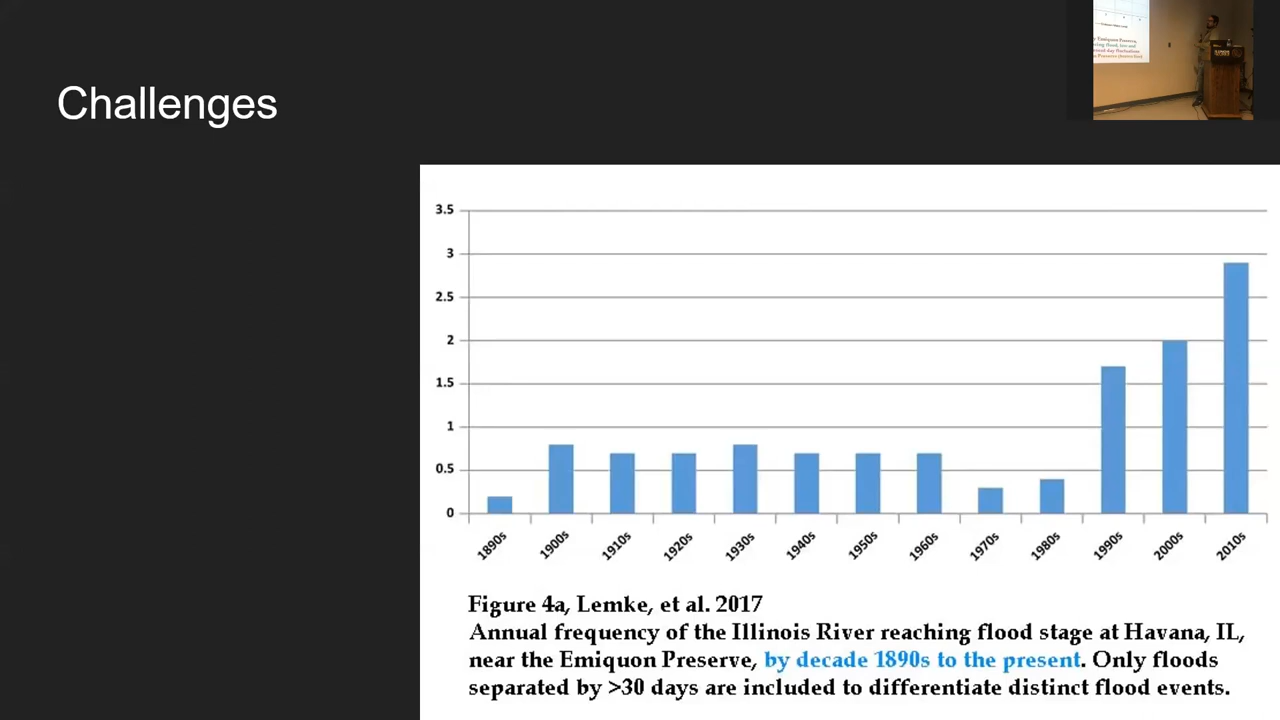 Challenges
3.5
3
2.5
2
1.5
1
0.5
0
1890s 1900s 1910s 1920s 1930s 1940s 1950s 1960s 1970s 1980s 1990s 2000s 2010s
Figure 4a, Lemke, et al. 2017
Annual frequency of the Illinois River reaching flood stage at Havana, IL,
near the Emiquon Preserve, by decade 1890s to the present. Only floods
separated by >30 days are included to differentiate distinct flood events.